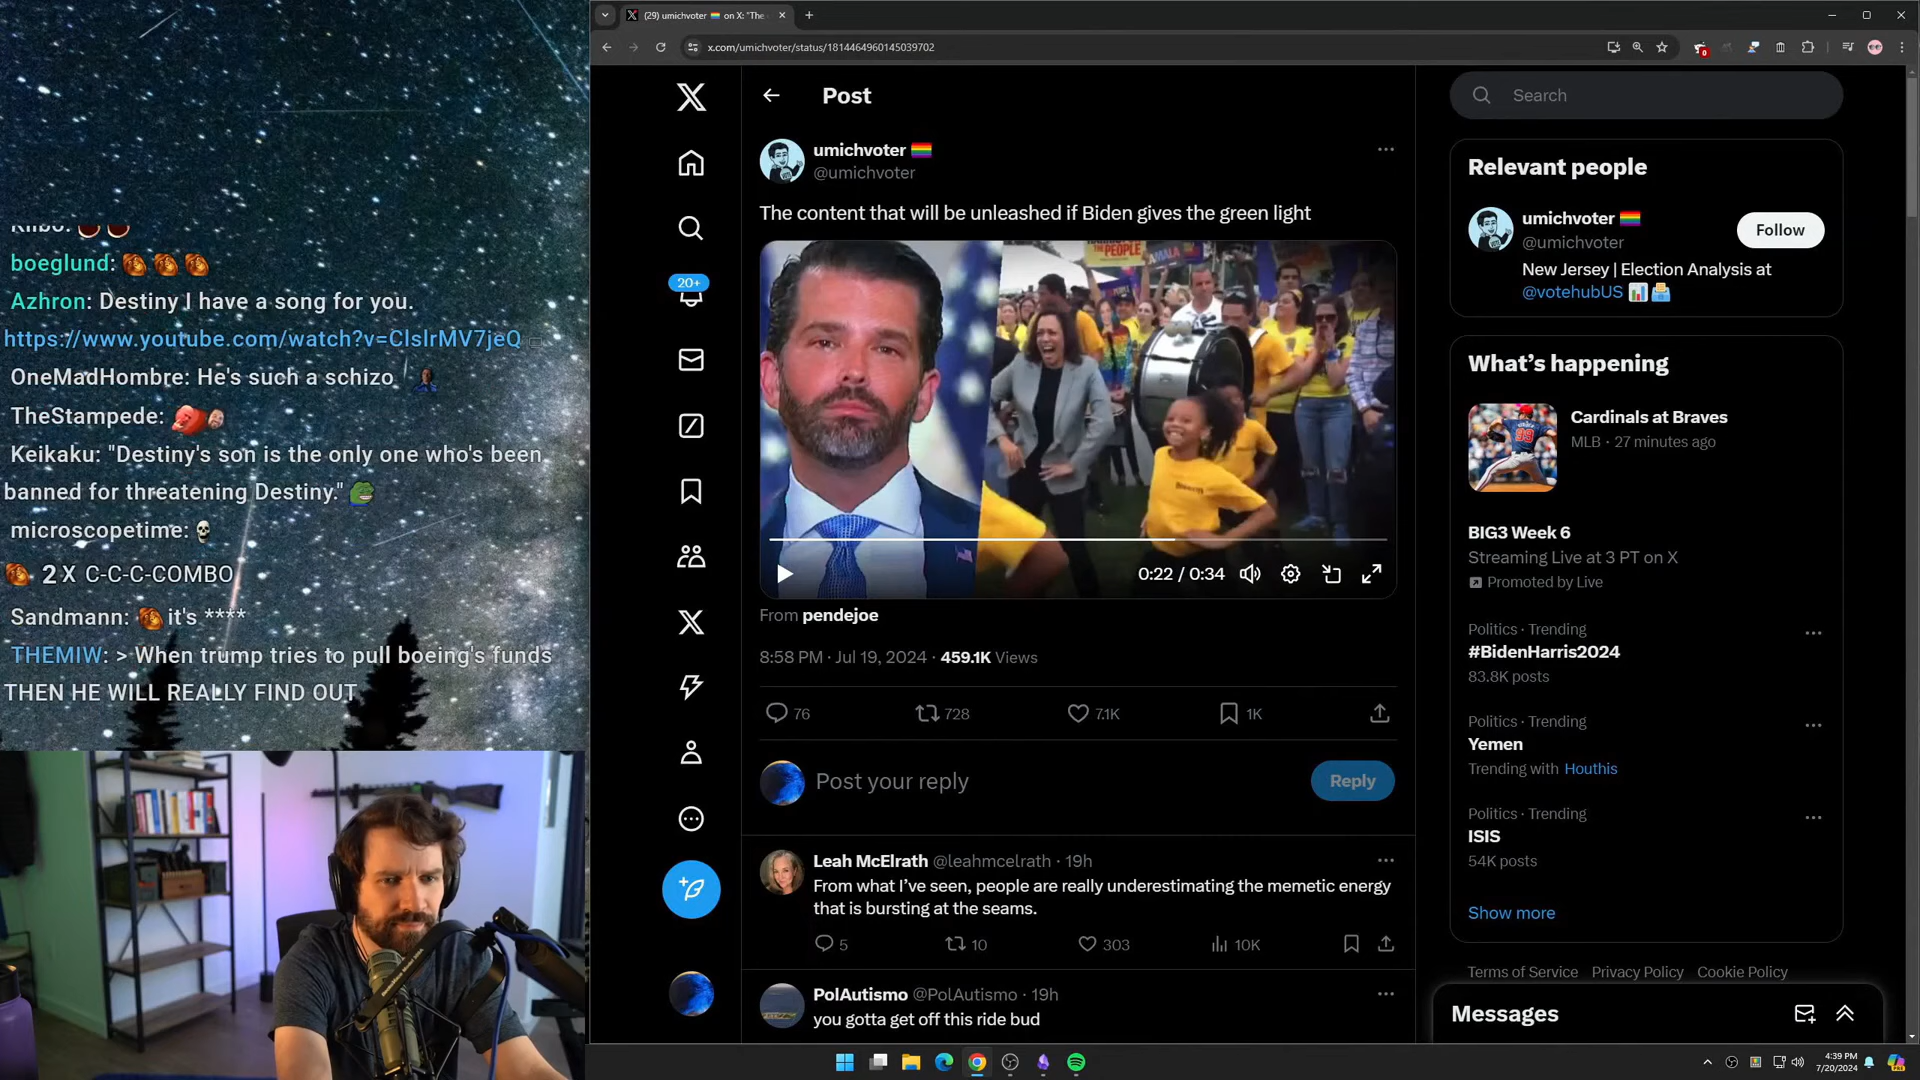 (29) umichvoter 🏳️‍🌈 on X: "The
x.com/umichvoter/status/1814464960145039702
boeglund:
Azhron: Destiny I have a song for you.
https://www.youtube.com/watch?v=ClslrMV7jeQ
OneMadHombre: He's such a schizo
TheStampede:
Keikaku: "Destiny's son is the only one who's been
banned for threatening Destiny."
microscopetime:
2 X C-C-C-COMBO
Sandmann: it's ****
THEMIW: > When trump tries to pull boeing's funds
THEN HE WILL REALLY FIND OUT
20+
Post
umichvoter 🏳️‍🌈
@umichvoter
The content that will be unleashed if Biden gives the green light
PEOPLE
0:22 / 0:34
From pendejoe
8:58 PM · Jul 19, 2024 · 459.1K Views
76 728 7.1K 1K
Post your reply
Reply
Leah McElrath @leahmcelrath · 19h
From what I've seen, people are really underestimating the memetic energy
that is bursting at the seams.
5 10 303 10K
PolAutismo @PolAutismo · 19h
you gotta get off this ride bud
Search
Relevant people
umichvoter 🏳️‍🌈
@umichvoter
Follow
New Jersey | Election Analysis at
@votehubUS 📊🗳️
What's happening
Cardinals at Braves
MLB · 27 minutes ago
BIG3 Week 6
Streaming Live at 3 PT on X
Promoted by Live
Politics · Trending
#BidenHarris2024
83.8K posts
Politics · Trending
Yemen
Trending with Houthis
Politics · Trending
ISIS
54K posts
Show more
Terms of Service Privacy Policy Cookie Policy
Messages
4:39 PM
7/20/2024